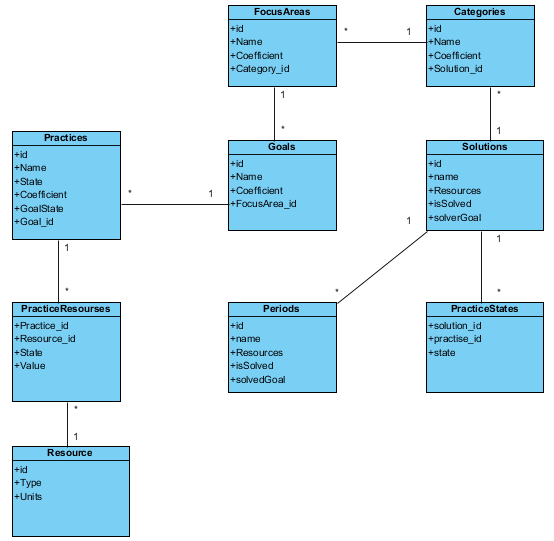 FocusAreas
+id
+Name
+Coefficient
+Category_id
Categories
+id
+Name
+Coefficient
+Solution_id
* 1
1
*
*
1
Practices
+id
+Name
+State
+Coefficient
+GoalState
+Goal_id
Goals
+id
+Name
+Coefficient
+FocusArea_id
Solutions
+id
+name
+Resources
+isSolved
+solverGoal
* 1
1
*
1
*
1
*
PracticeResourses
+Practice_id
+Resource_id
+State
+Value
Periods
+id
+name
+Resources
+isSolved
+solvedGoal
PracticeStates
+solution_id
+practise_id
+state
*
1
Resource
+id
+Type
+Units